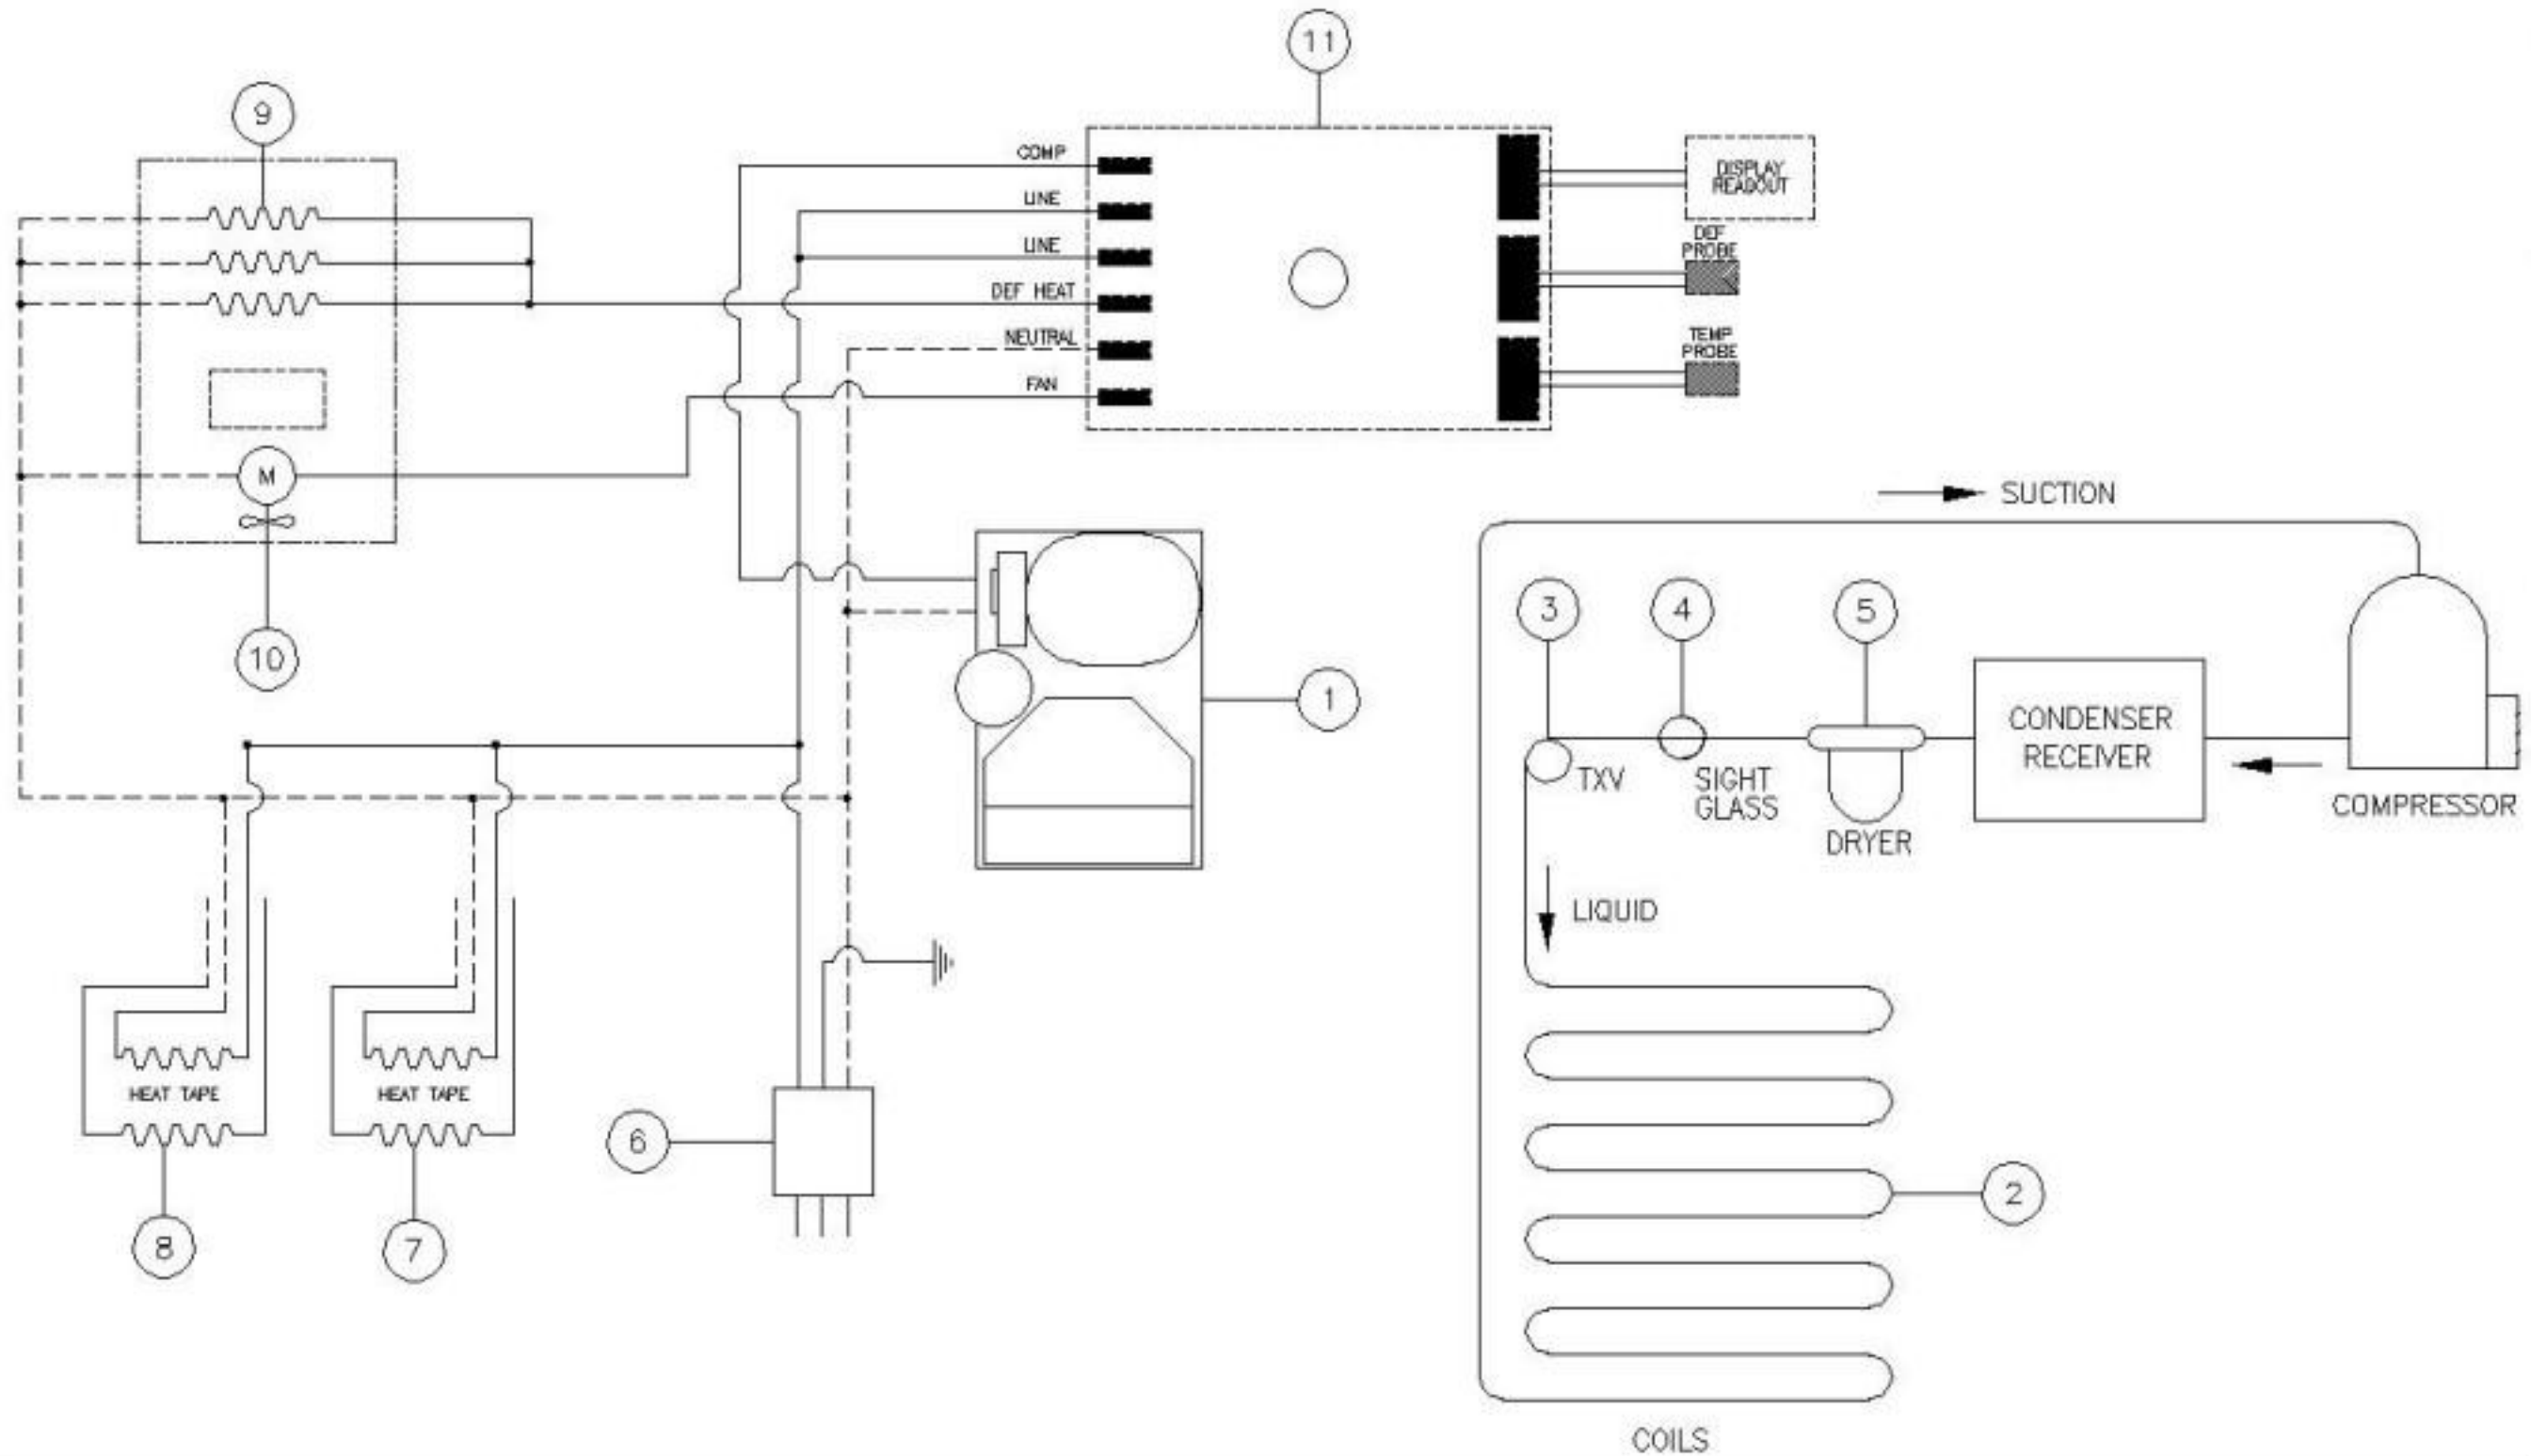 11
9
COMP
LINE
LINE
DEF HEAT
NEUTRAL
FAN
DISPLAY
READOUT
DEF
PROBE
TEMP
PROBE
M
10
SUCTION
3
4
5
1
TXV
SIGHT
GLASS
DRYER
CONDENSER
RECEIVER
COMPRESSOR
LIQUID
HEAT TAPE
HEAT TAPE
6
8
7
2
COILS